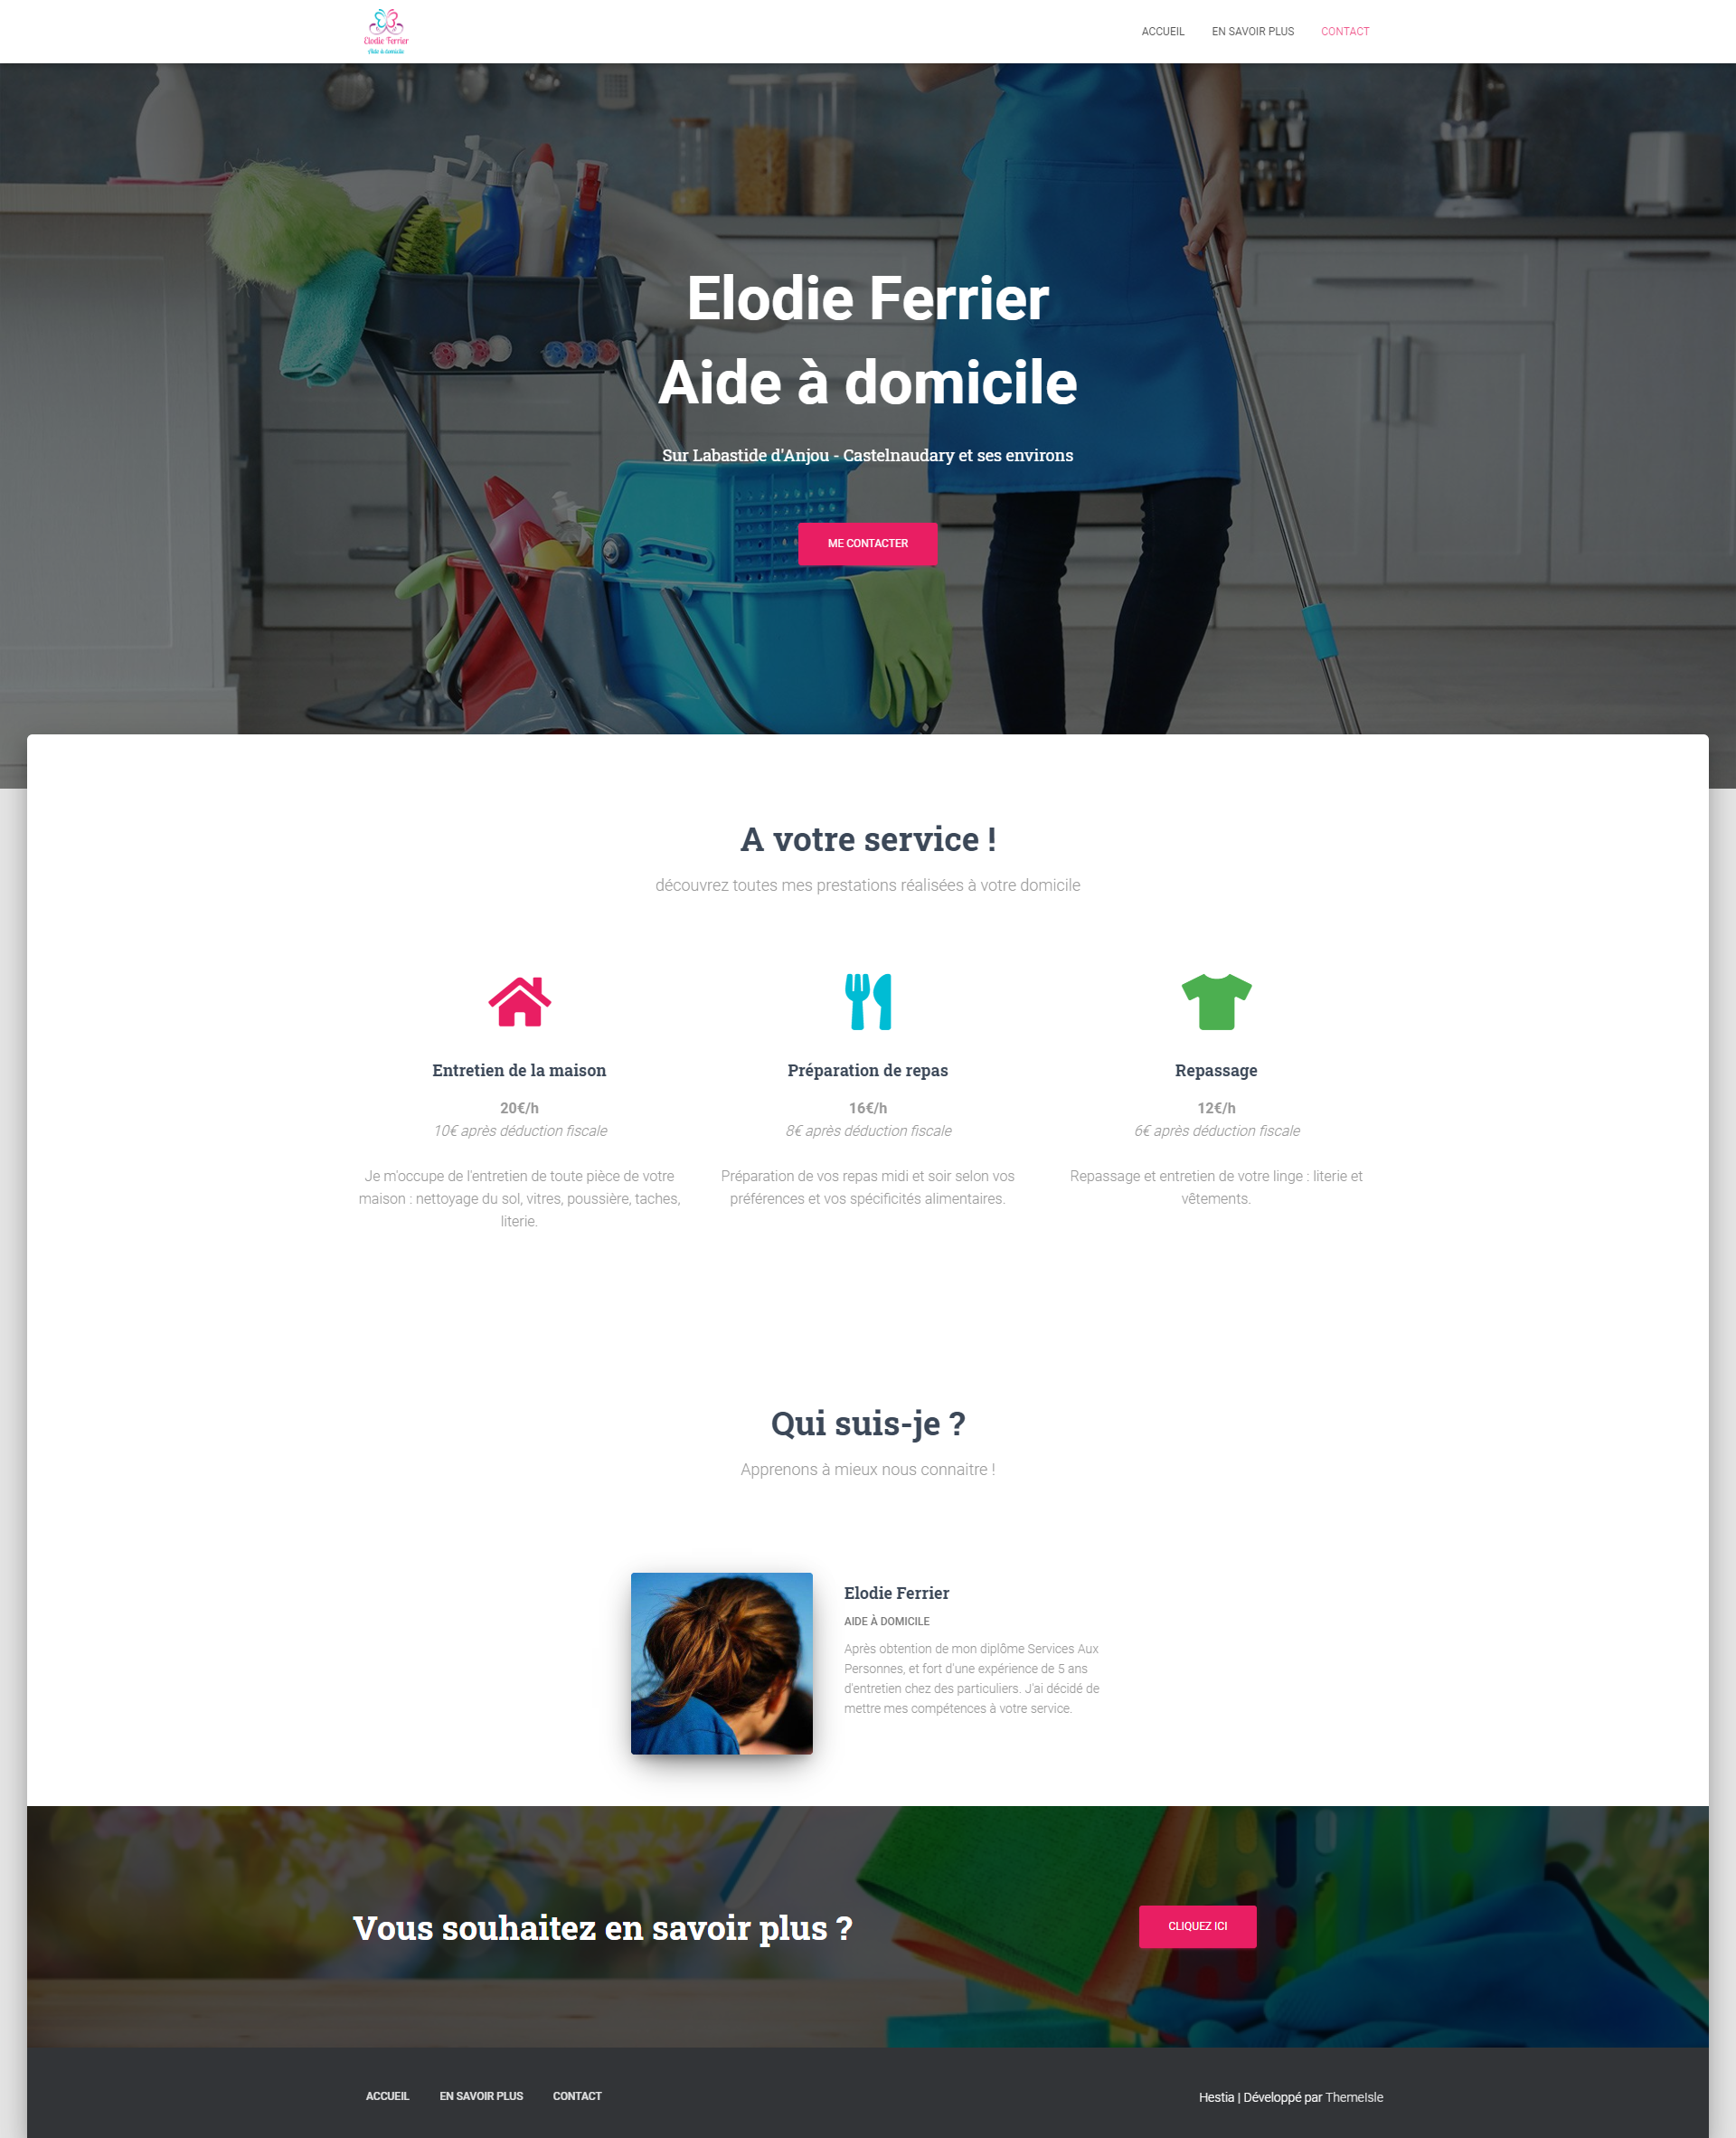 Elodie Ferrier
Aide à domicile
ACCUEIL EN SAVOIR PLUS CONTACT
Elodie Ferrier
Aide à domicile
Sur Labastide d'Anjou - Castelnaudary et ses environs
ME CONTACTER
A votre service !
découvrez toutes mes prestations réalisées à votre domicile
Entretien de la maison
20€/h
10€ après déduction fiscale
Je m'occupe de l'entretien de toute pièce de votre
maison : nettoyage du sol, vitres, poussière, taches,
literie.
Préparation de repas
16€/h
8€ après déduction fiscale
Préparation de vos repas midi et soir selon vos
préférences et vos spécificités alimentaires.
Repassage
12€/h
6€ après déduction fiscale
Repassage et entretien de votre linge : literie et
vêtements.
Qui suis-je ?
Apprenons à mieux nous connaitre !
Elodie Ferrier
AIDE À DOMICILE
Après obtention de mon diplôme Services Aux
Personnes, et fort d'une expérience de 5 ans
d'entretien chez des particuliers. J'ai décidé de
mettre mes compétences à votre service.
Vous souhaitez en savoir plus ?
CLIQUEZ ICI
ACCUEIL EN SAVOIR PLUS CONTACT
Hestia | Développé par ThemeIsle